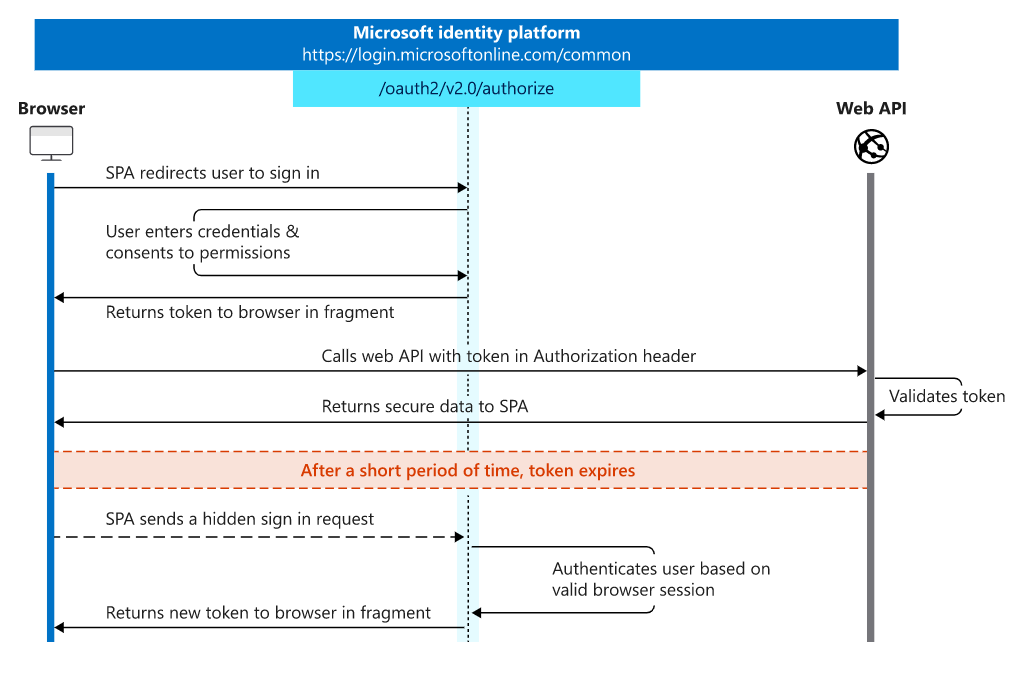 Microsoft identity platform
https://login.microsoftonline.com/common
/oauth2/v2.0/authorize
Browser
Web API
SPA redirects user to sign in
User enters credentials &
consents to permissions
Returns token to browser in fragment
Calls web API with token in Authorization header
Validates token
Returns secure data to SPA
After a short period of time, token expires
SPA sends a hidden sign in request
Authenticates user based on
valid browser session
Returns new token to browser in fragment